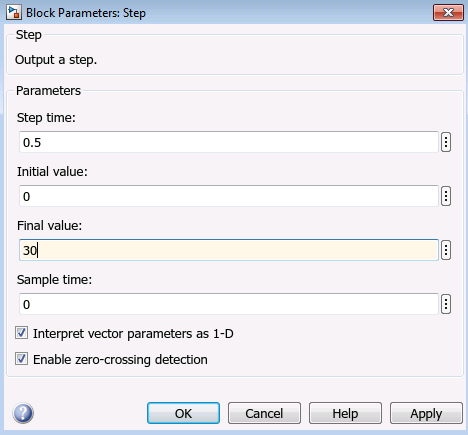 Block Parameters: Step
Step
Output a step.
Parameters
Step time:
0.5
Initial value:
0
Final value:
30
Sample time:
0
Interpret vector parameters as 1-D
Enable zero-crossing detection
?
OK Cancel Help Apply